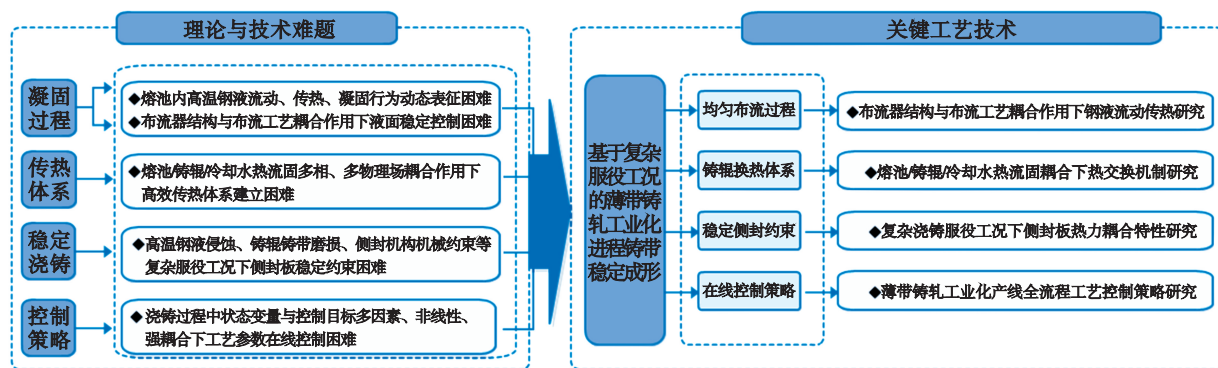 理论与技术难题
凝固
过程
◆熔池内高温钢液流动、传热、凝固行为动态表征困难
◆布流器结构与布流工艺耦合作用下液面稳定控制困难
传热
体系
◆熔池/铸辊/冷却水热流固多相、多物理场耦合作用下
高效传热体系建立困难
稳定
浇铸
◆高温钢液侵蚀、铸辊铸带磨损、侧封机构机械约束等
复杂服役工况下侧封板稳定约束困难
控制
策略
◆浇铸过程中状态变量与控制目标多因素、非线性、
强耦合下工艺参数在线控制困难
关键工艺技术
基于复杂
服役工况
的薄带铸
轧工业化
进程铸带
稳定成形
均匀布流过程
◆布流器结构与布流工艺耦合作用下钢液流动传热研究
铸辊换热体系
◆熔池/铸辊/冷却水热流固耦合下热交换机制研究
稳定侧封约束
◆复杂浇铸服役工况下侧封板热力耦合特性研究
在线控制策略
◆薄带铸轧工业化产线全流程工艺控制策略研究